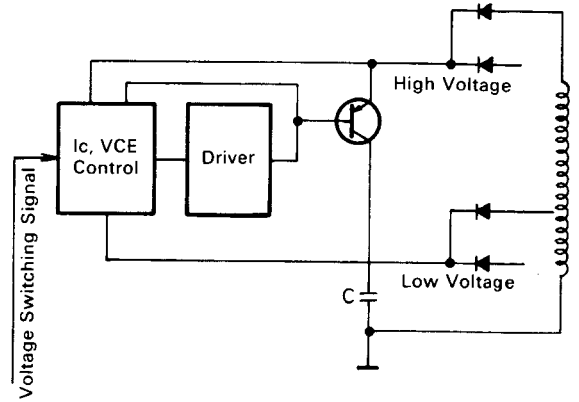 High Voltage
Ic, VCE
Control
Driver
Voltage Switching Signal
Low Voltage
C